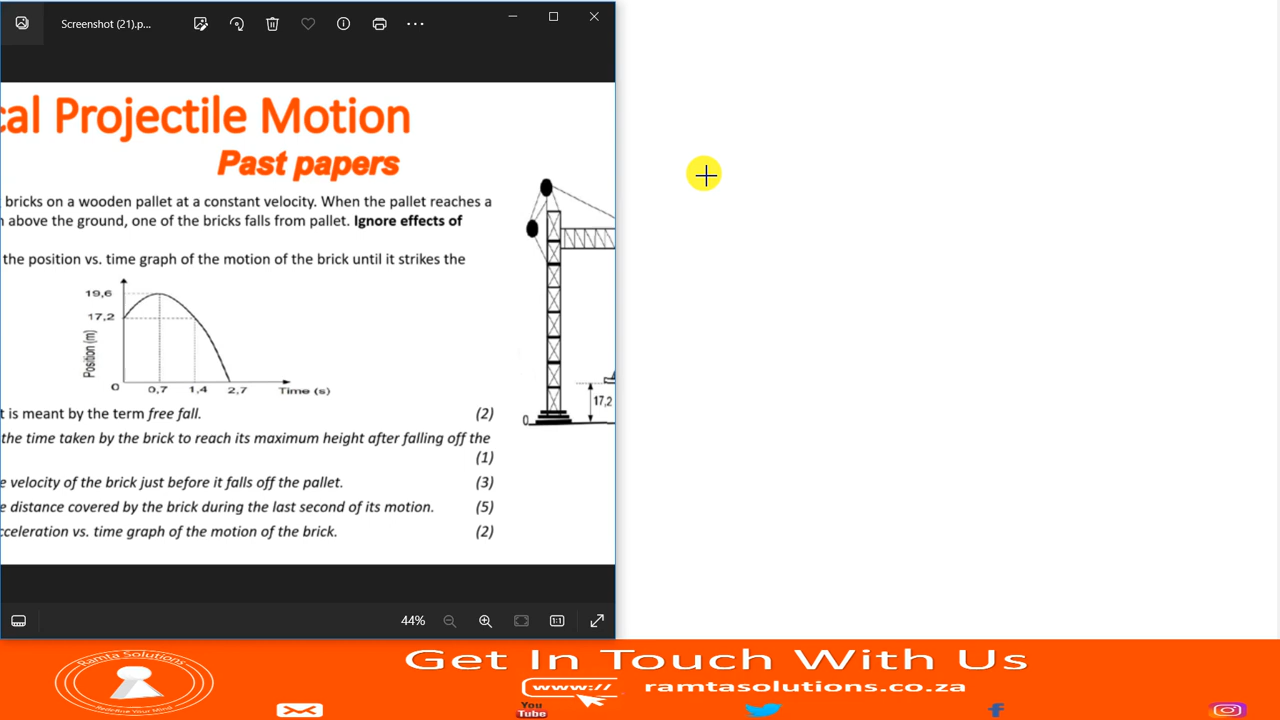 Screenshot (21).p...
cal Projectile Motion
Past papers
bricks on a wooden pallet at a constant velocity. When the pallet reaches a
above the ground, one of the bricks falls from pallet. Ignore effects of
the position vs. time graph of the motion of the brick until it strikes the
19,6
17,2
Position (m)
0
0,7
1,4
2,7
Time (s)
0
17,2
t is meant by the term free fall. (2)
the time taken by the brick to reach its maximum height after falling off the
(1)
e velocity of the brick just before it falls off the pallet. (3)
e distance covered by the brick during the last second of its motion. (5)
cceleration vs. time graph of the motion of the brick. (2)
44%
1:1
Ramta Solutions
Redefine Your Mind
Get In Touch With Us
www://
ramtasolutions.co.za
You
Tube
f